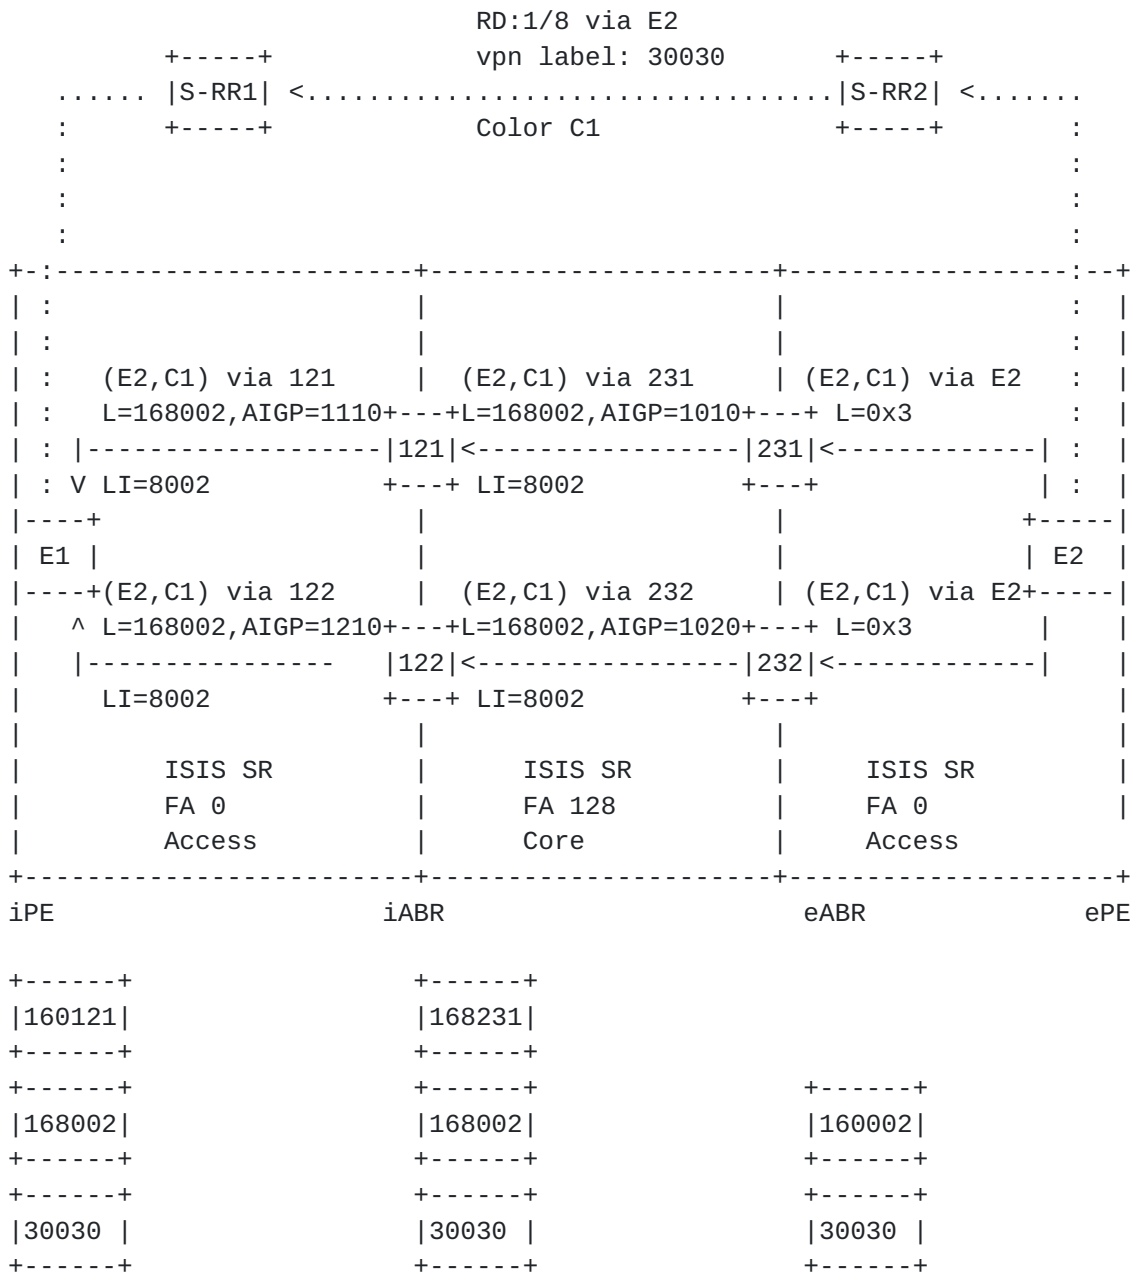 RD:1/8 via E2
          +-----+             vpn label: 30030       +-----+
   ...... |S-RR1| <..................................|S-RR2| <.......
   :      +-----+             Color C1               +-----+        :
   :                                                                :
   :                                                                :
   :                                                                :
+-:-----------------------+----------------------+------------------:--+
| :                       |                      |                  :  |
| :                       |                      |                  :  |
| :   (E2,C1) via 121     |  (E2,C1) via 231     | (E2,C1) via E2   :  |
| :   L=168002,AIGP=1110+---+L=168002,AIGP=1010+---+ L=0x3          :  |
| : |-------------------|121|<-----------------|231|<-------------| :  |
| : V LI=8002           +---+ LI=8002          +---+              | :  |
|----+                    |                      |               +-----|
| E1 |                    |                      |               | E2  |
|----+(E2,C1) via 122     |  (E2,C1) via 232     | (E2,C1) via E2+-----|
|   ^ L=168002,AIGP=1210+---+L=168002,AIGP=1020+---+ L=0x3        |    |
|   |----------------   |122|<-----------------|232|<-------------|    |
|     LI=8002           +---+ LI=8002          +---+                   |
|                         |                      |                     |
|         ISIS SR         |      ISIS SR         |     ISIS SR         |
|         FA 0            |      FA 128          |     FA 0            |
|         Access          |      Core            |     Access
+-------------------------+----------------------+---------------------+
iPE                     iABR                       eABR              ePE

+------+                  +------+
|160121|                  |168231|
+------+                  +------+
+------+                  +------+                 +------+
|168002|                  |168002|                 |160002|
+------+                  +------+                 +------+
+------+                  +------+                 +------+
|30030 |                  |30030 |                 |30030 |
+------+                  +------+                 +------+